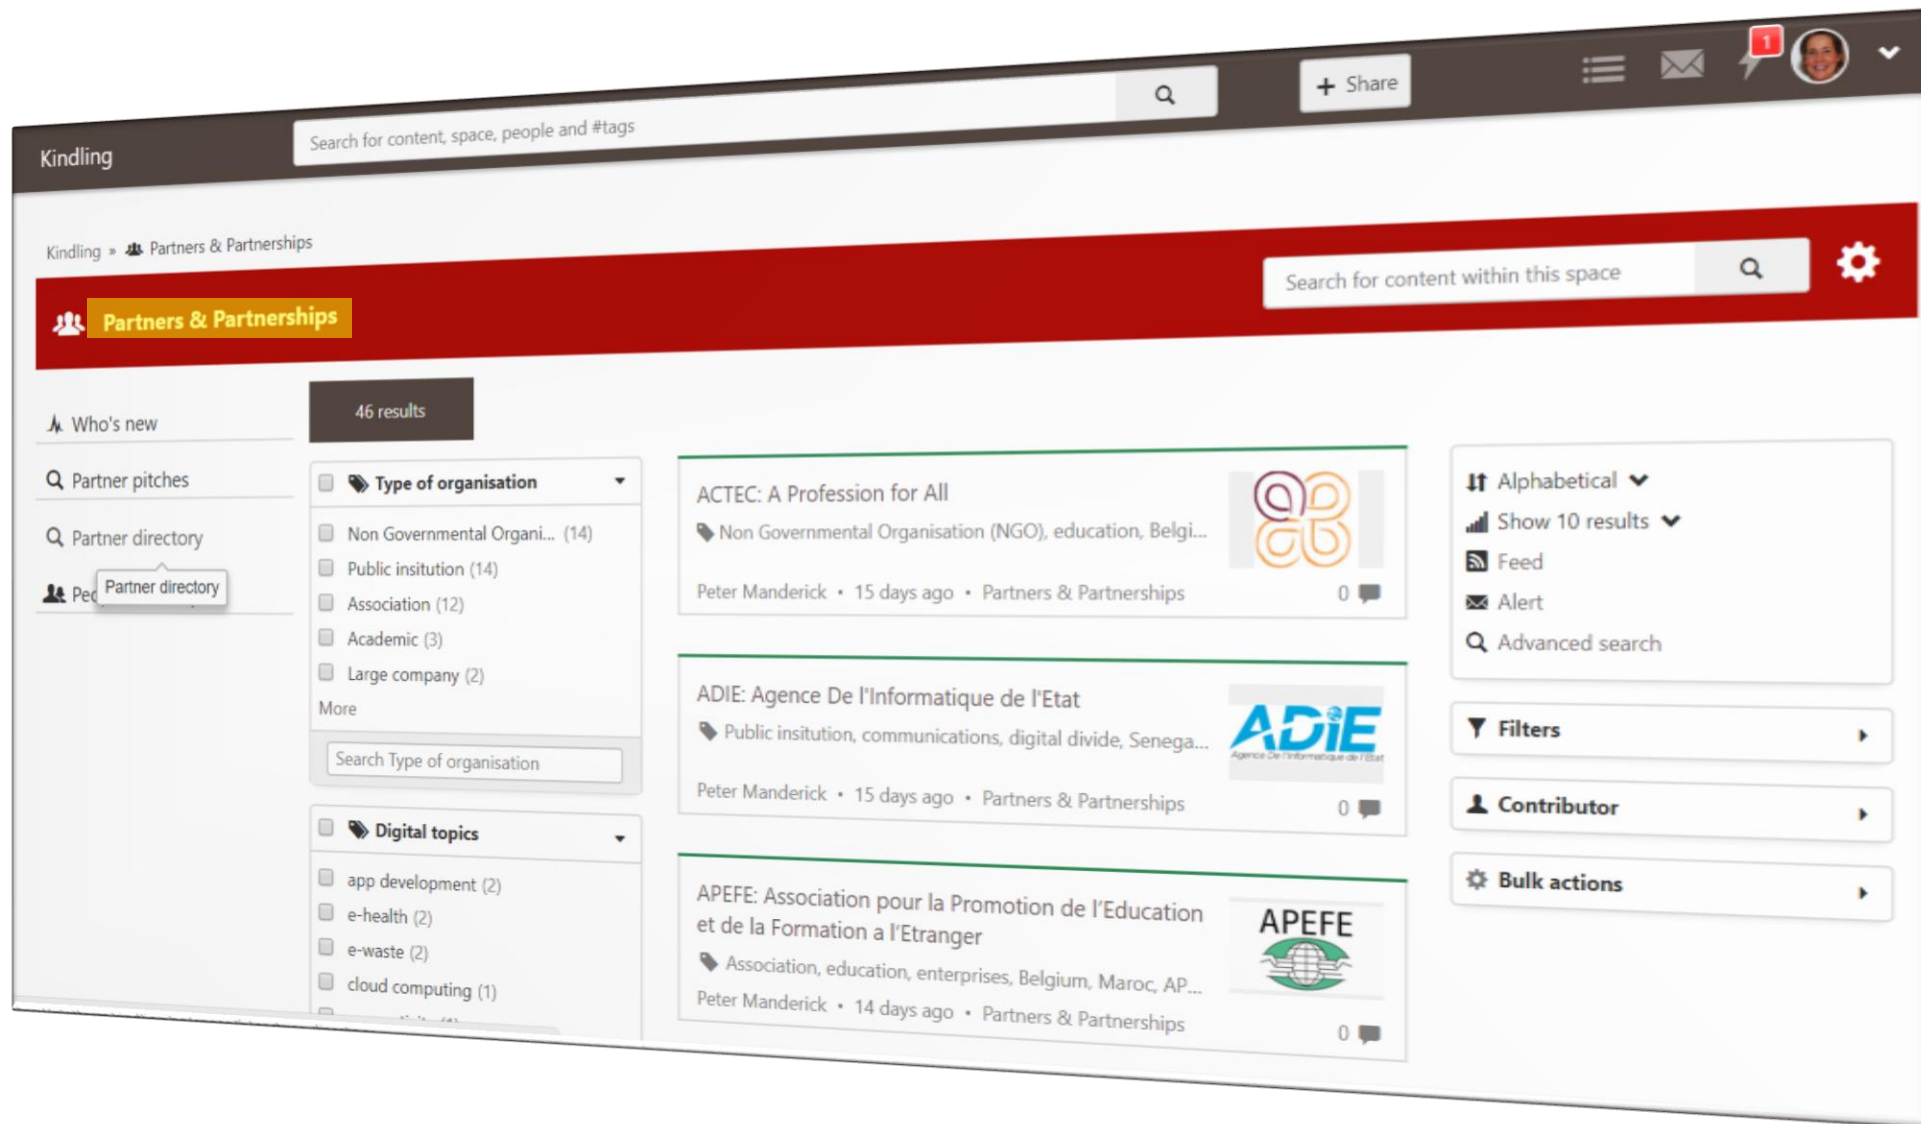 Kindling
Search for content, space, people and #tags
+ Share
1
Kindling » Partners & Partnerships
Partners & Partnerships
Search for content within this space
Who's new
Partner pitches
Partner directory
Partner directory
46 results
Type of organisation
Non Governmental Organi... (14)
Public insitution (14)
Association (12)
Academic (3)
Large company (2)
More
Search Type of organisation
Digital topics
app development (2)
e-health (2)
e-waste (2)
cloud computing (1)
ACTEC: A Profession for All
Non Governmental Organisation (NGO), education, Belgi...
Peter Manderick • 15 days ago • Partners & Partnerships
0
ADIE: Agence De l'Informatique de l'Etat
Public insitution, communications, digital divide, Senega...
Peter Manderick • 15 days ago • Partners & Partnerships
0
ADiE
Agence De l'Informatique de l'Etat
APEFE: Association pour la Promotion de l'Education
et de la Formation a l'Etranger
Association, education, enterprises, Belgium, Maroc, AP...
Peter Manderick • 14 days ago • Partners & Partnerships
0
APEFE
Alphabetical
Show 10 results
Feed
Alert
Advanced search
Filters
Contributor
Bulk actions